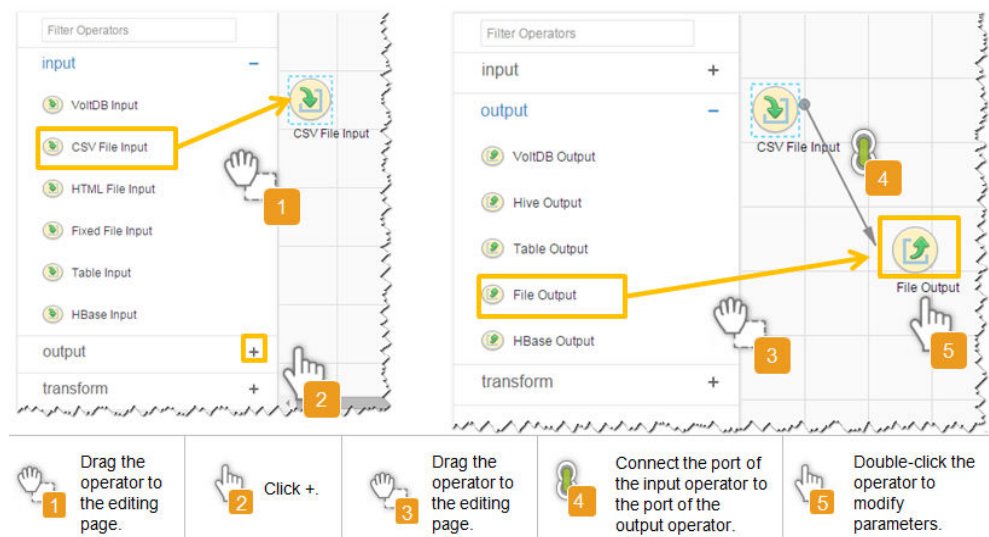 Filter Operators
input
−
VoltDB Input
CSV File Input
HTML File Input
Fixed File Input
Table Input
HBase Input
output
+
transform
+
CSV File Input
1
2
Filter Operators
input
+
output
−
VoltDB Output
Hive Output
Table Output
File Output
HBase Output
transform
+
CSV File Input
4
File Output
3
5
1
Drag the
operator to
the editing
page.
2
Click +.
3
Drag the
operator to
the editing
page.
4
Connect the port of
the input operator to
the port of the
output operator.
5
Double-click the
operator to
modify
parameters.